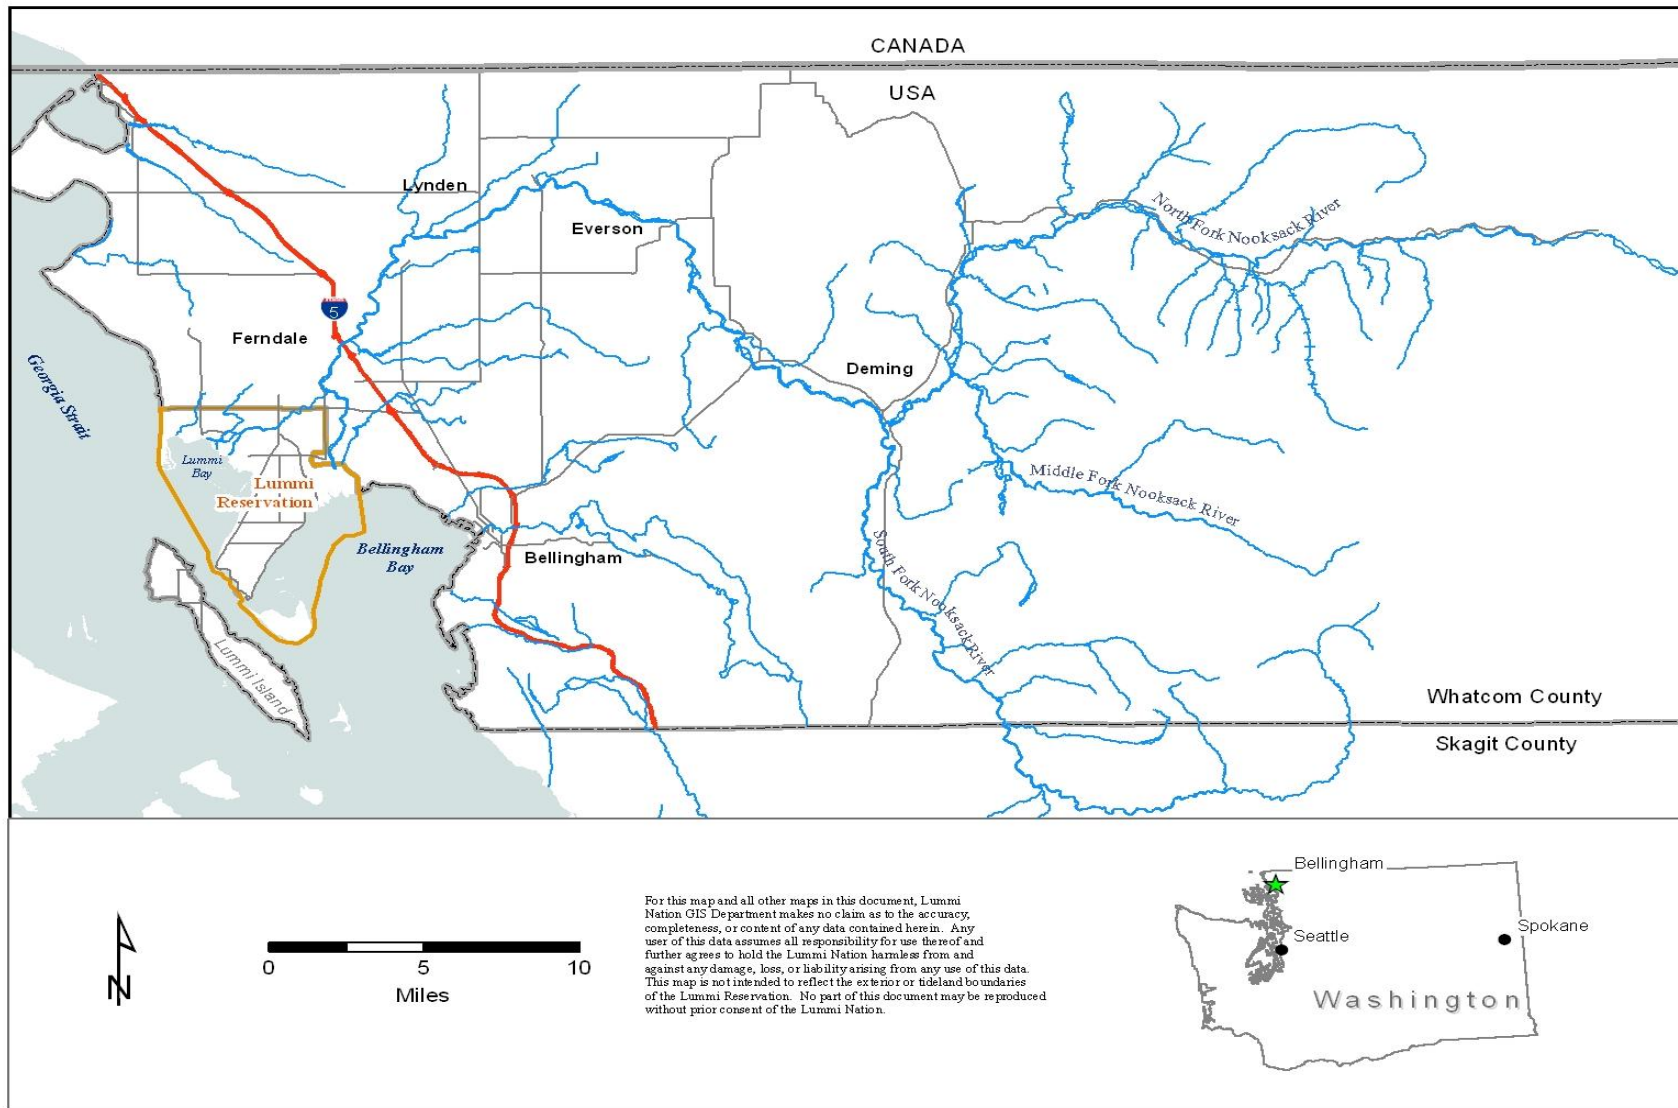 CANADA
USA
Lynden
Everson
North Fork Nooksack River
5
Ferndale
Deming
Georgia Strait
Lummi
Bay
Lummi
Reservation
Middle Fork Nooksack River
Bellingham
Bay
Bellingham
South Fork Nooksack River
Lummi Island
Whatcom County
Skagit County
N
0
5
10
Miles
For this map and all other maps in this document, Lummi
Nation GIS Department makes no claim as to the accuracy,
completeness, or content of any data contained herein. Any
user of this data assumes all responsibility for use thereof and
further agrees to hold the Lummi Nation harmless from and
against any damage, loss, or liability arising from any use of this data.
This map is not intended to reflect the exterior or tideland boundaries
of the Lummi Reservation. No part of this document may be reproduced
without prior consent of the Lummi Nation.
Bellingham
Seattle
Spokane
Washington